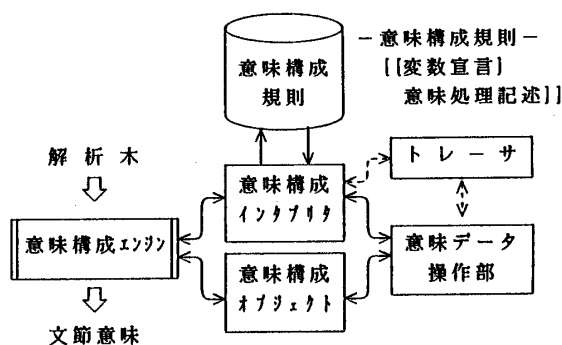 意味構成
規則
－意味構成規則－
[[変数宣言]
意味処理記述]]
解析木
トレーサ
意味構成
インタプリタ
意味構成エンジン
意味データ
操作部
意味構成
オブジェクト
文節意味